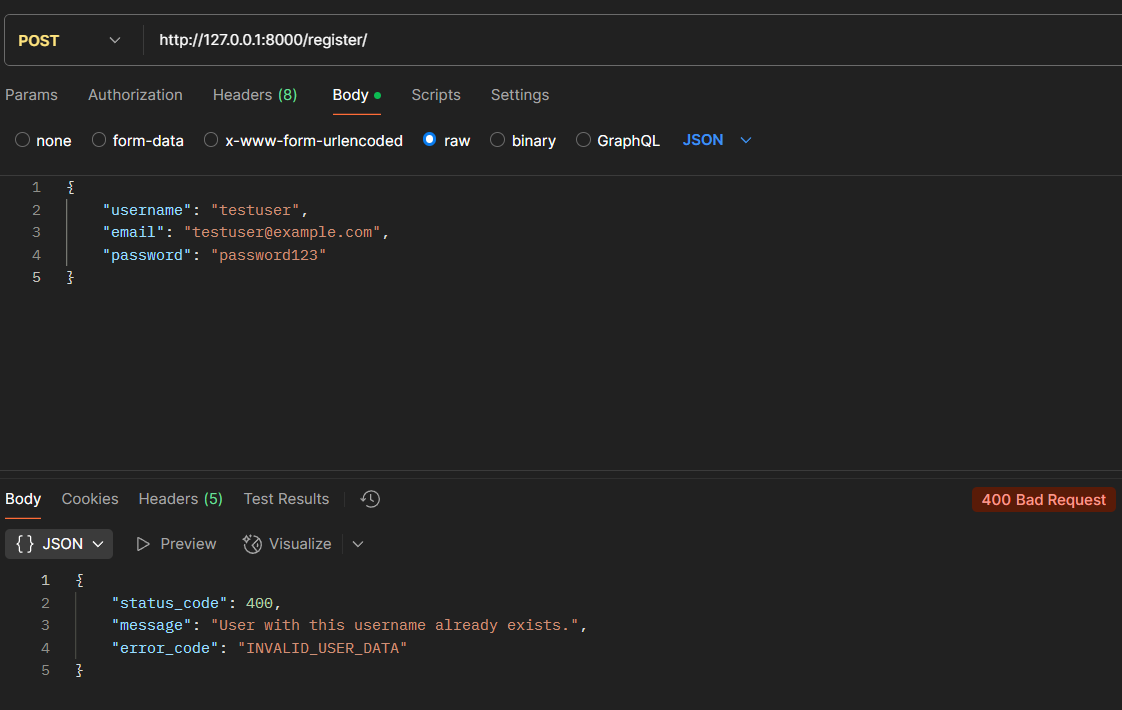 POST http://127.0.0.1:8000/register/
Params Authorization Headers (8) Body Scripts Settings
none form-data x-www-form-urlencoded raw binary GraphQL JSON
1 {
2 "username": "testuser",
3 "email": "testuser@example.com",
4 "password": "password123"
5 }
Body Cookies Headers (5) Test Results 400 Bad Request
{} JSON Preview Visualize
1 {
2 "status_code": 400,
3 "message": "User with this username already exists.",
4 "error_code": "INVALID_USER_DATA"
5 }